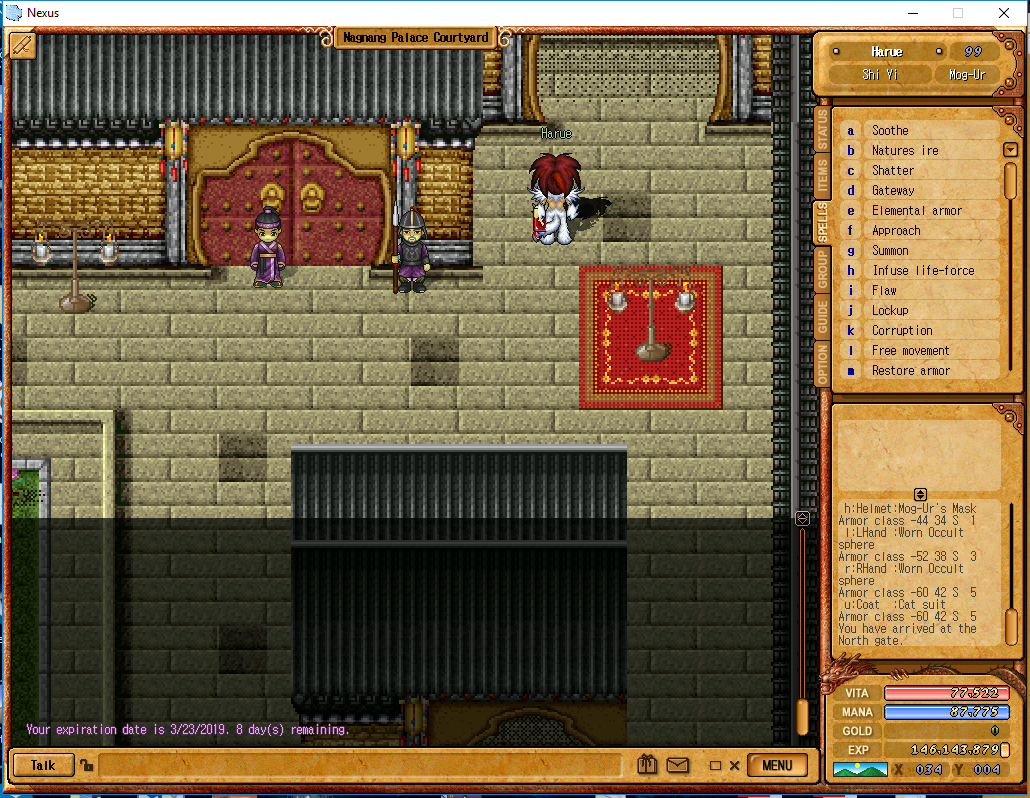 Nexus
Nagnang Palace Courtyard
Harue 99
Shi Yi Mog-Ur
Harue
STATUS
ITEMS
SPELLS
GROUP
GUIDE
OPTION
a Soothe
b Natures ire
c Shatter
d Gateway
e Elemental armor
f Approach
g Summon
h Infuse life-force
i Flaw
j Lockup
k Corruption
l Free movement
m Restore armor
h:Helmet:Mog-Ur's Mask
Armor class -44 34 S 1
l:LHand :Worn Occult
sphere
Armor class -52 38 S 3
r:RHand :Worn Occult
sphere
Armor class -60 42 S 5
u:Coat :Cat suit
Armor class -60 42 S 5
You have arrived at the
North gate.
Your expiration date is 3/23/2019. 8 day(s) remaining.
VITA 77,522
MANA 87,775
GOLD 0
EXP 146,143,879
X 034 Y 004
Talk
MENU